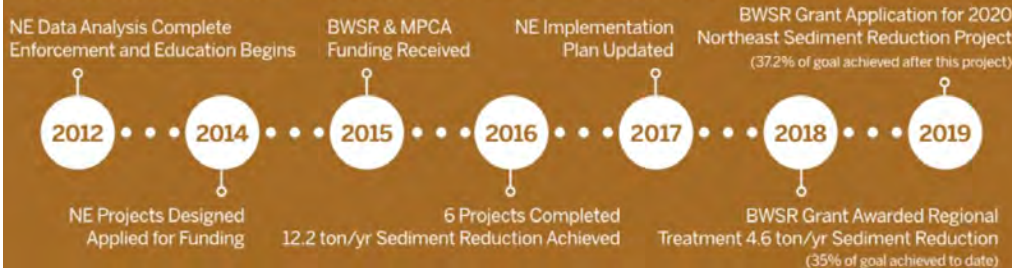 NE Data Analysis Complete
Enforcement and Education Begins
BWSR & MPCA
Funding Received
NE Implementation
Plan Updated
BWSR Grant Application for 2020
Northeast Sediment Reduction Project
(37.2% of goal achieved after this project)
2012
2014
2015
2016
2017
2018
2019
NE Projects Designed
Applied for Funding
6 Projects Completed
12.2 ton/yr Sediment Reduction Achieved
BWSR Grant Awarded Regional
Treatment 4.6 ton/yr Sediment Reduction
(35% of goal achieved to date)